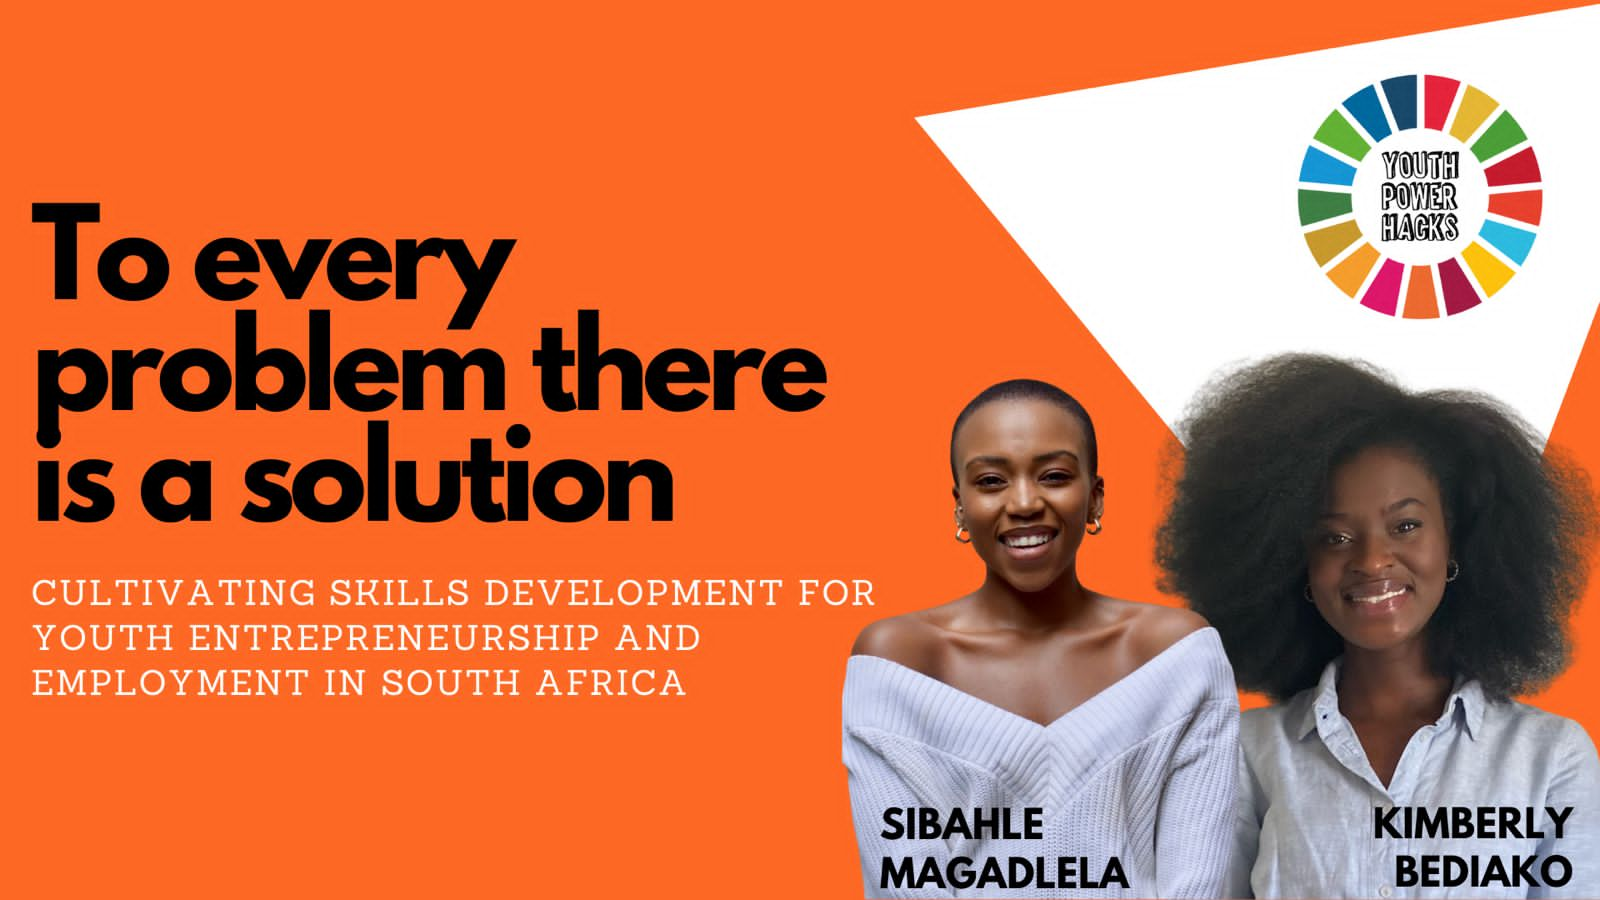 To every
problem there
is a solution
CULTIVATING SKILLS DEVELOPMENT FOR
YOUTH ENTREPRENEURSHIP AND
EMPLOYMENT IN SOUTH AFRICA
YOUTH
POWER
HACKS
SIBAHLE
MAGADLELA
KIMBERLY
BEDIAKO